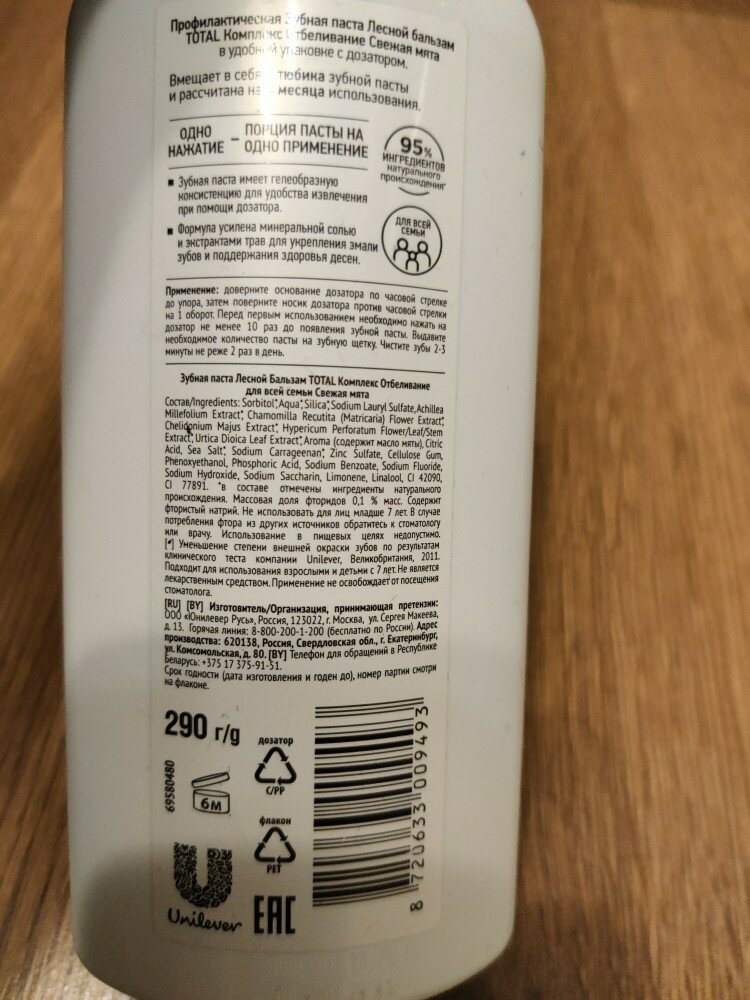 Профилактическая Зубная паста Лесной бальзам
TOTAL Комплекс Отбеливание Свежая мята
в удобной упаковке с дозатором.
Вмещает в себя тюбика зубной пасты
и рассчитана на месяца использования.
ОДНО НАЖАТИЕ – ПОРЦИЯ ПАСТЫ НА ОДНО ПРИМЕНЕНИЕ
95%
ИНГРЕДИЕНТОВ
натурального
происхождения*
▪ Зубная паста имеет гелеобразную
консистенцию для удобства извлечения
при помощи дозатора.
▪ Формула усилена минеральной солью
и экстрактами трав для укрепления эмали
зубов и поддержания здоровья десен.
ДЛЯ ВСЕЙ
СЕМЬИ
Применение: доверните основание дозатора по часовой стрелке
до упора, затем поверните носик дозатора против часовой стрелки
на 1 оборот. Перед первым использованием необходимо нажать на
дозатор не менее 10 раз до появления зубной пасты. Выдавите
необходимое количество пасты на зубную щетку. Чистите зубы 2-3
минуты не реже 2 раз в день.
Зубная паста Лесной Бальзам TOTAL Комплекс Отбеливание
для всей семьи Свежая мята
Состав/Ingredients: Sorbitol*, Aqua*, Silica*, Sodium Lauryl Sulfate, Achillea
Millefolium Extract*, Chamomilla Recutita (Matricaria) Flower Extract*,
Chelidonium Majus Extract*, Hypericum Perforatum Flower/Leaf/Stem
Extract*, Urtica Dioica Leaf Extract*, Aroma (содержит масло мяты), Citric
Acid, Sea Salt*, Sodium Carrageenan*, Zinc Sulfate, Cellulose Gum,
Phenoxyethanol, Phosphoric Acid, Sodium Benzoate, Sodium Fluoride,
Sodium Hydroxide, Sodium Saccharin, Limonene, Linalool, CI 42090,
CI 77891. *в составе отмечены ингредиенты натурального
происхождения. Массовая доля фторидов 0,1 % масс. Содержит
фтористый натрий. Не использовать для лиц младше 7 лет. В случае
потребления фтора из других источников обратитесь к стоматологу
или врачу. Использование в пищевых целях недопустимо.
[*] Уменьшение степени внешней окраски зубов по результатам
клинического теста компании Unilever, Великобритания, 2011.
Подходит для использования взрослыми и детьми с 7 лет. Не является
лекарственным средством. Применение не освобождает от посещения
стоматолога.
[RU] [BY] Изготовитель/Организация, принимающая претензии:
ООО «Юнилевер Русь», Россия, 123022, г. Москва, ул. Сергея Макеева,
д. 13. Горячая линия: 8-800-200-1-200 (бесплатно по России). Адрес
производства: 620138, Россия, Свердловская обл., г. Екатеринбург,
ул. Комсомольская, д. 80. [BY] Телефон для обращений в Республике
Беларусь: +375 17 375-91-51.
Срок годности (дата изготовления и годен до), номер партии смотри
на флаконе.
290 г/g
69580480
6M
дозатор
C/PP
флакон
PET
Unilever
EAC
8 720633 009493